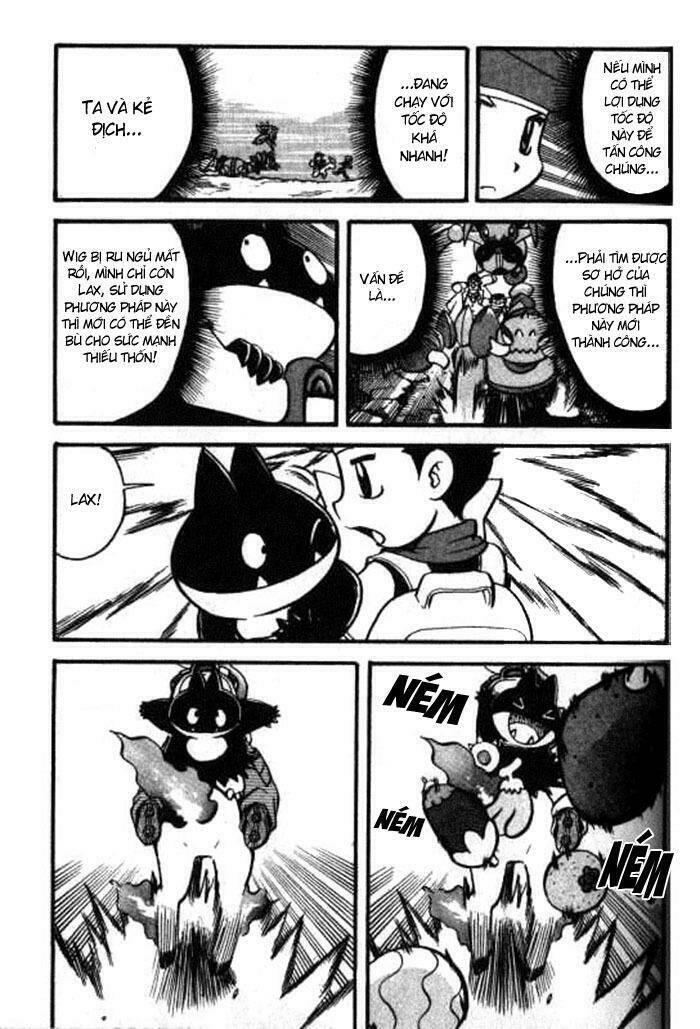 NẾU MÌNH
CÓ THỂ
LỢI DỤNG
TỐC ĐỘ
NÀY ĐỂ
TẤN CÔNG
CHÚNG...
...ĐANG
CHẠY VỚI
TỐC ĐỘ
KHÁ
NHANH!
TA VÀ KẺ
ĐỊCH...
...PHẢI TÌM ĐƯỢC
SƠ HỞ CỦA
CHÚNG THÌ
PHƯƠNG PHÁP
NÀY MỚI
THÀNH CÔNG...
VẤN ĐỀ
LÀ...
WIG BỊ RU NGỦ MẤT
RỒI, MÌNH CHỈ CÒN
LAX, SỬ DỤNG
PHƯƠNG PHÁP NÀY
THÌ MỚI CÓ THỂ ĐỀN
BÙ CHO SỨC MẠNH
THIẾU THỐN!
LAX!
NÉM
NÉM
NÉM